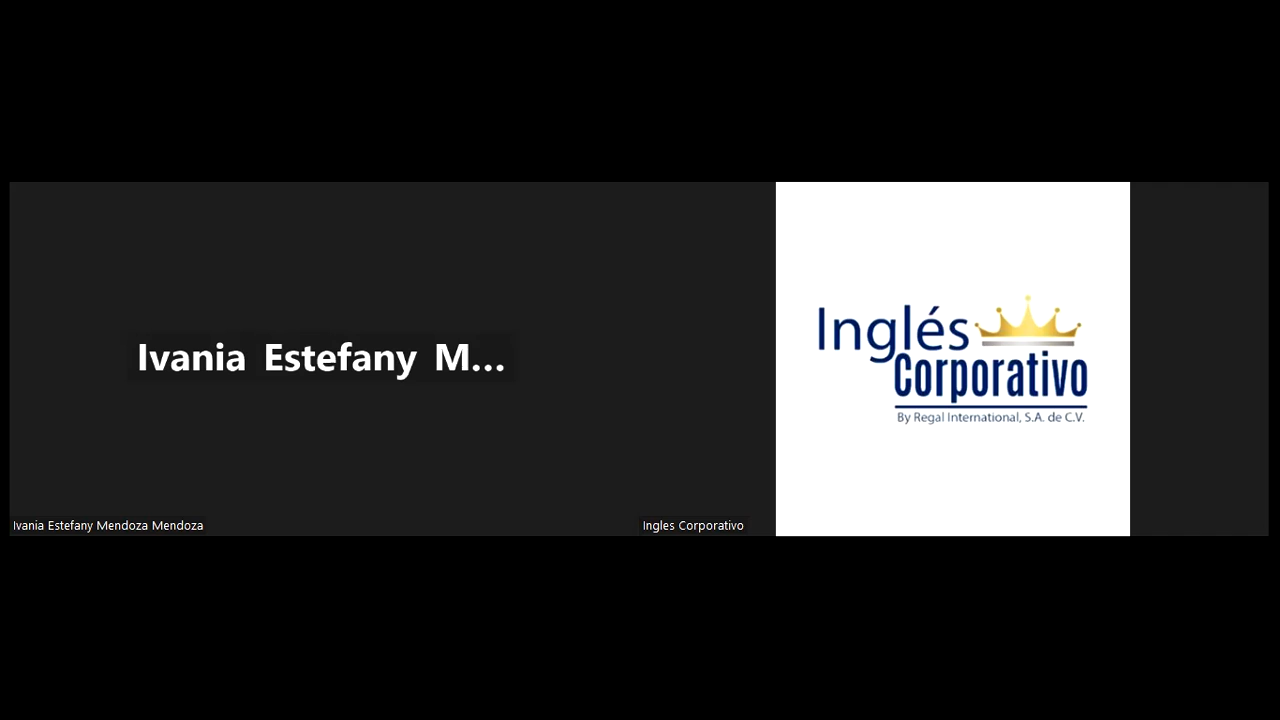 Ivania Estefany M...
Ivania Estefany Mendoza Mendoza
Ingles Corporativo
Inglés
Corporativo
By Regal International, S.A. de C.V.